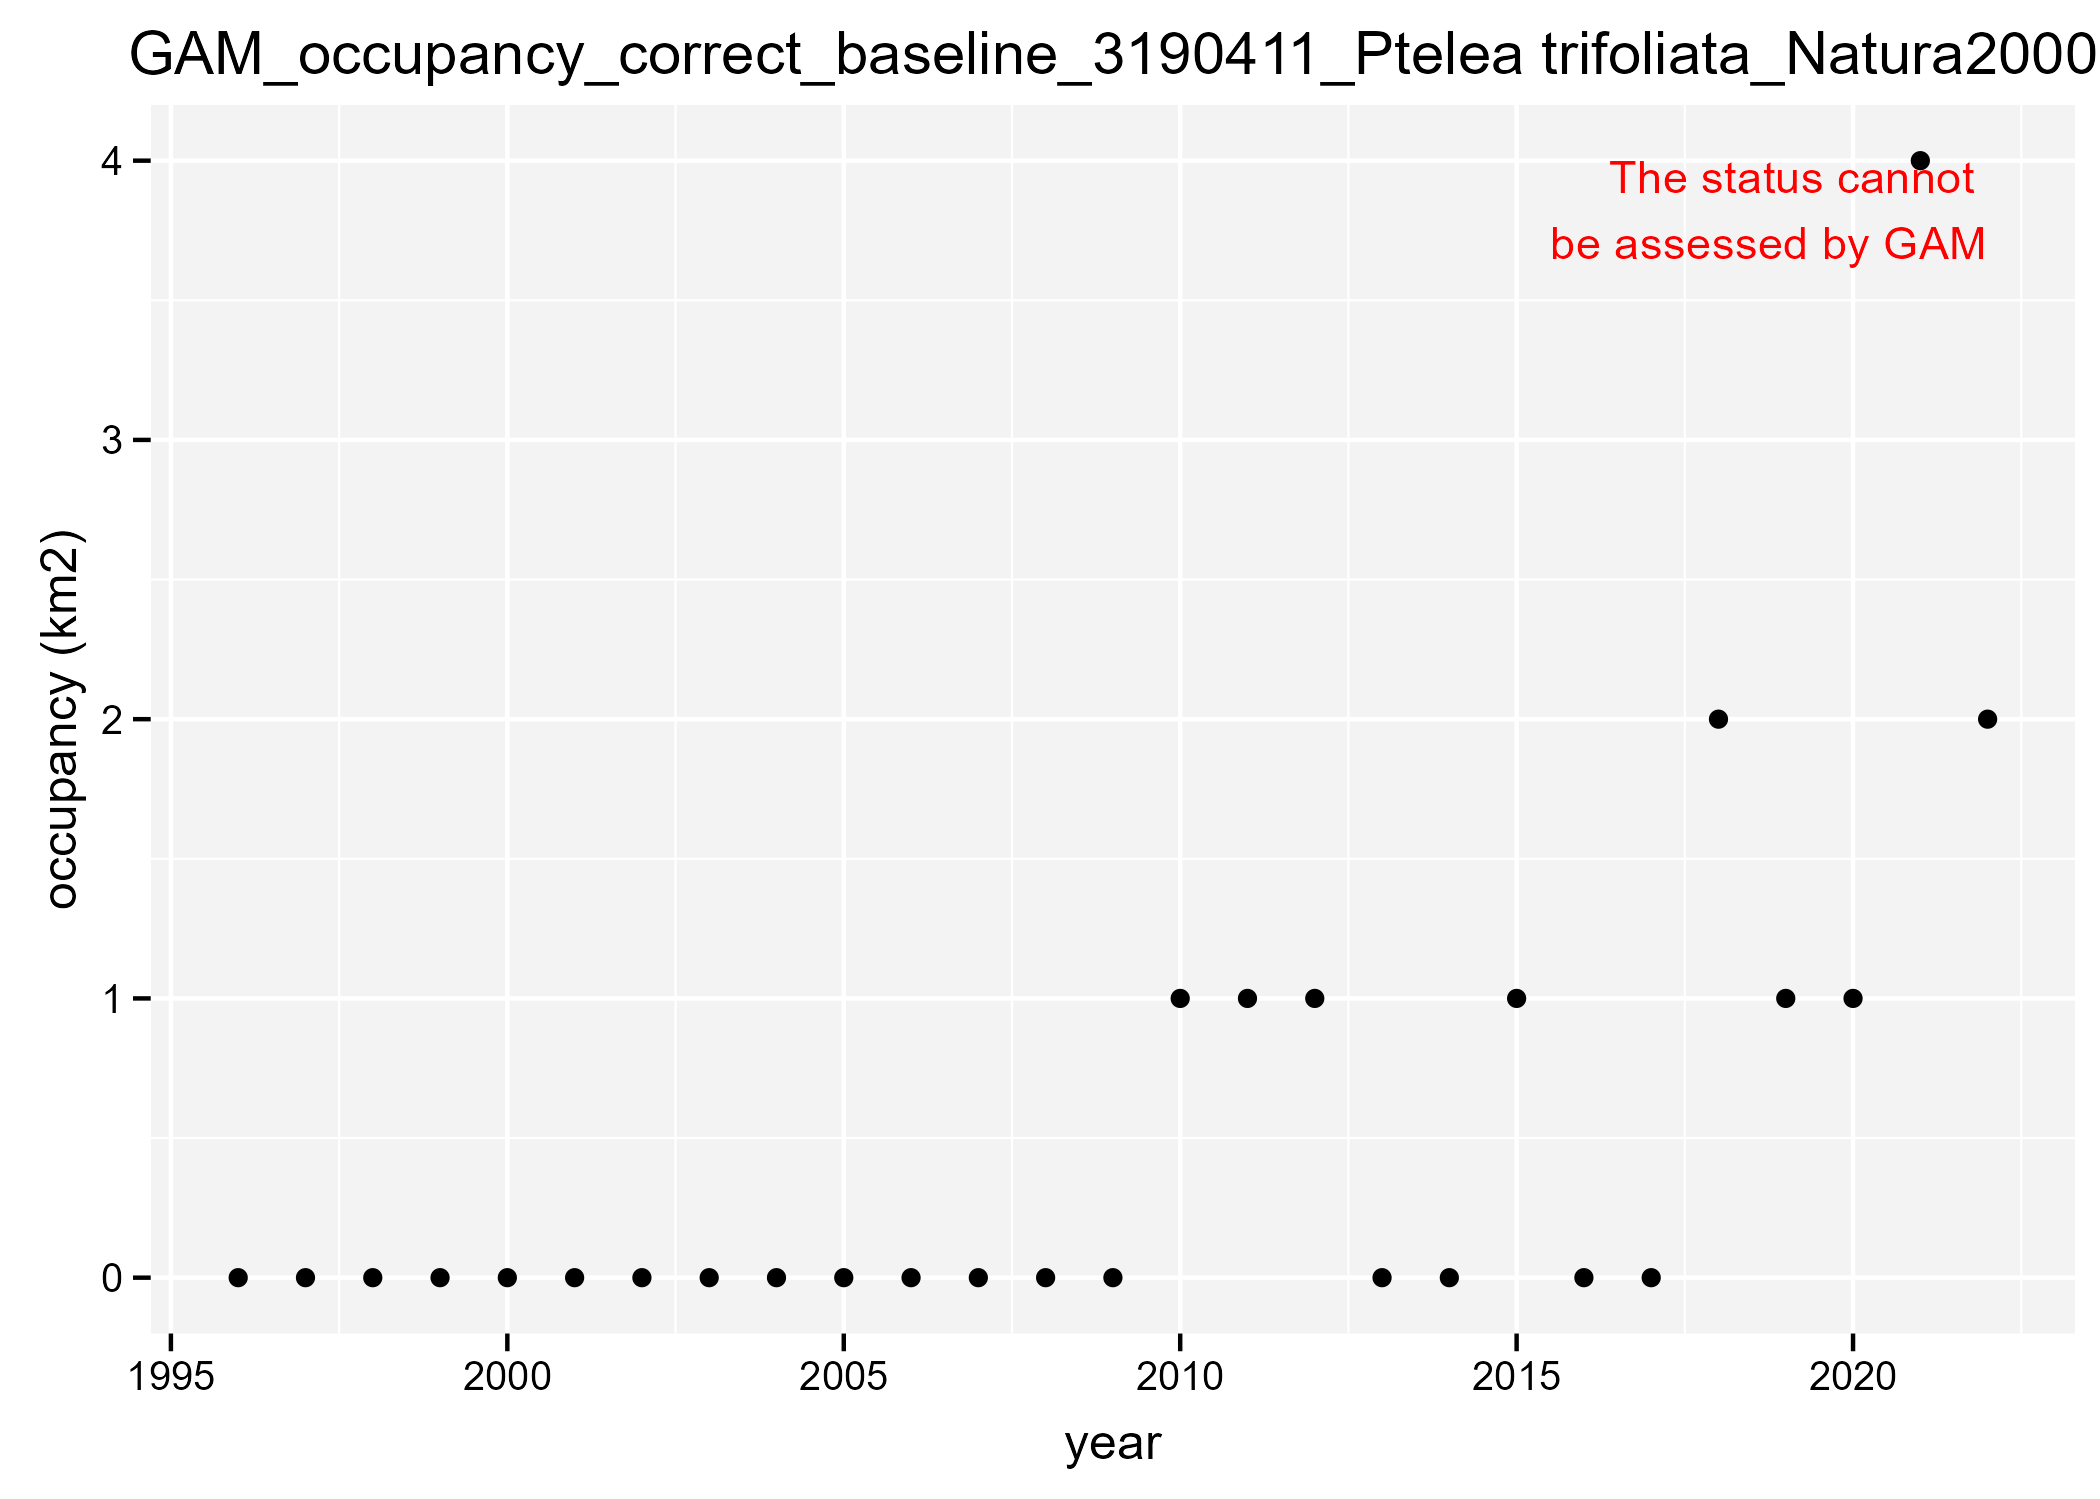 GAM_occupancy_correct_baseline_3190411_Ptelea trifoliata_Natura2000
The status cannot
be assessed by GAM
4
3
2
1
0
occupancy (km2)
1995 2000 2005 2010 2015 2020
year